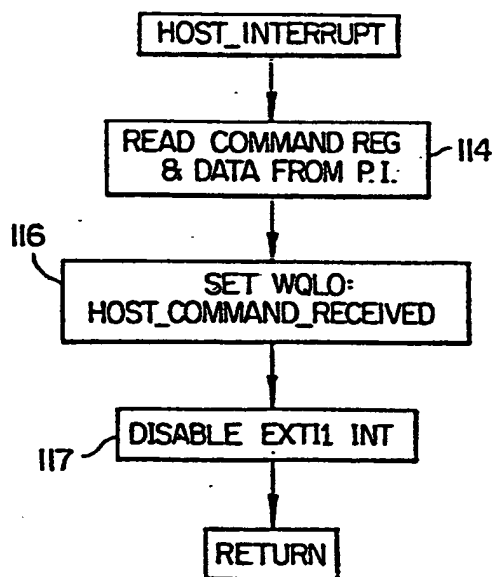 HOST_INTERRUPT
READ COMMAND REG
& DATA FROM P.I.
114
116
SET WQLO:
HOST_COMMAND_RECEIVED
DISABLE EXTI1 INT
117
RETURN